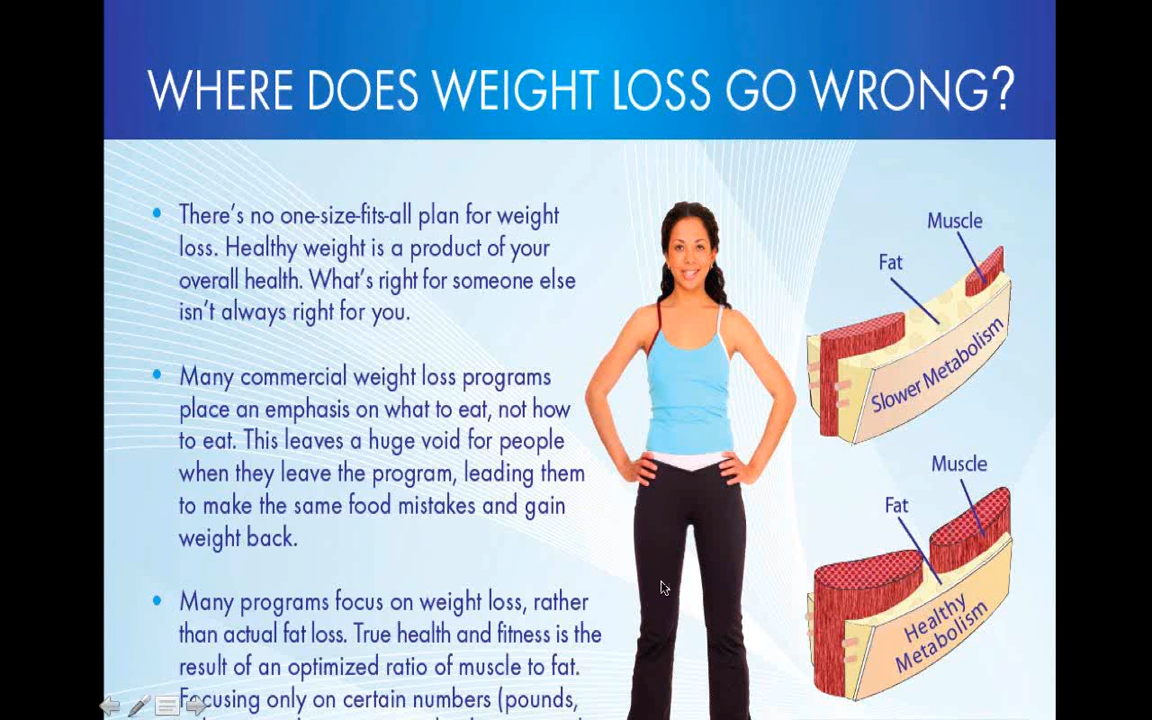 WHERE DOES WEIGHT LOSS GO WRONG?
• There's no one-size-fits-all plan for weight
loss. Healthy weight is a product of your
overall health. What's right for someone else
isn't always right for you.
• Many commercial weight loss programs
place an emphasis on what to eat, not how
to eat. This leaves a huge void for people
when they leave the program, leading them
to make the same food mistakes and gain
weight back.
• Many programs focus on weight loss, rather
than actual fat loss. True health and fitness is the
result of an optimized ratio of muscle to fat.
Focusing only on certain numbers (pounds,
Muscle
Fat
Slower Metabolism
Muscle
Fat
Healthy
Metabolism